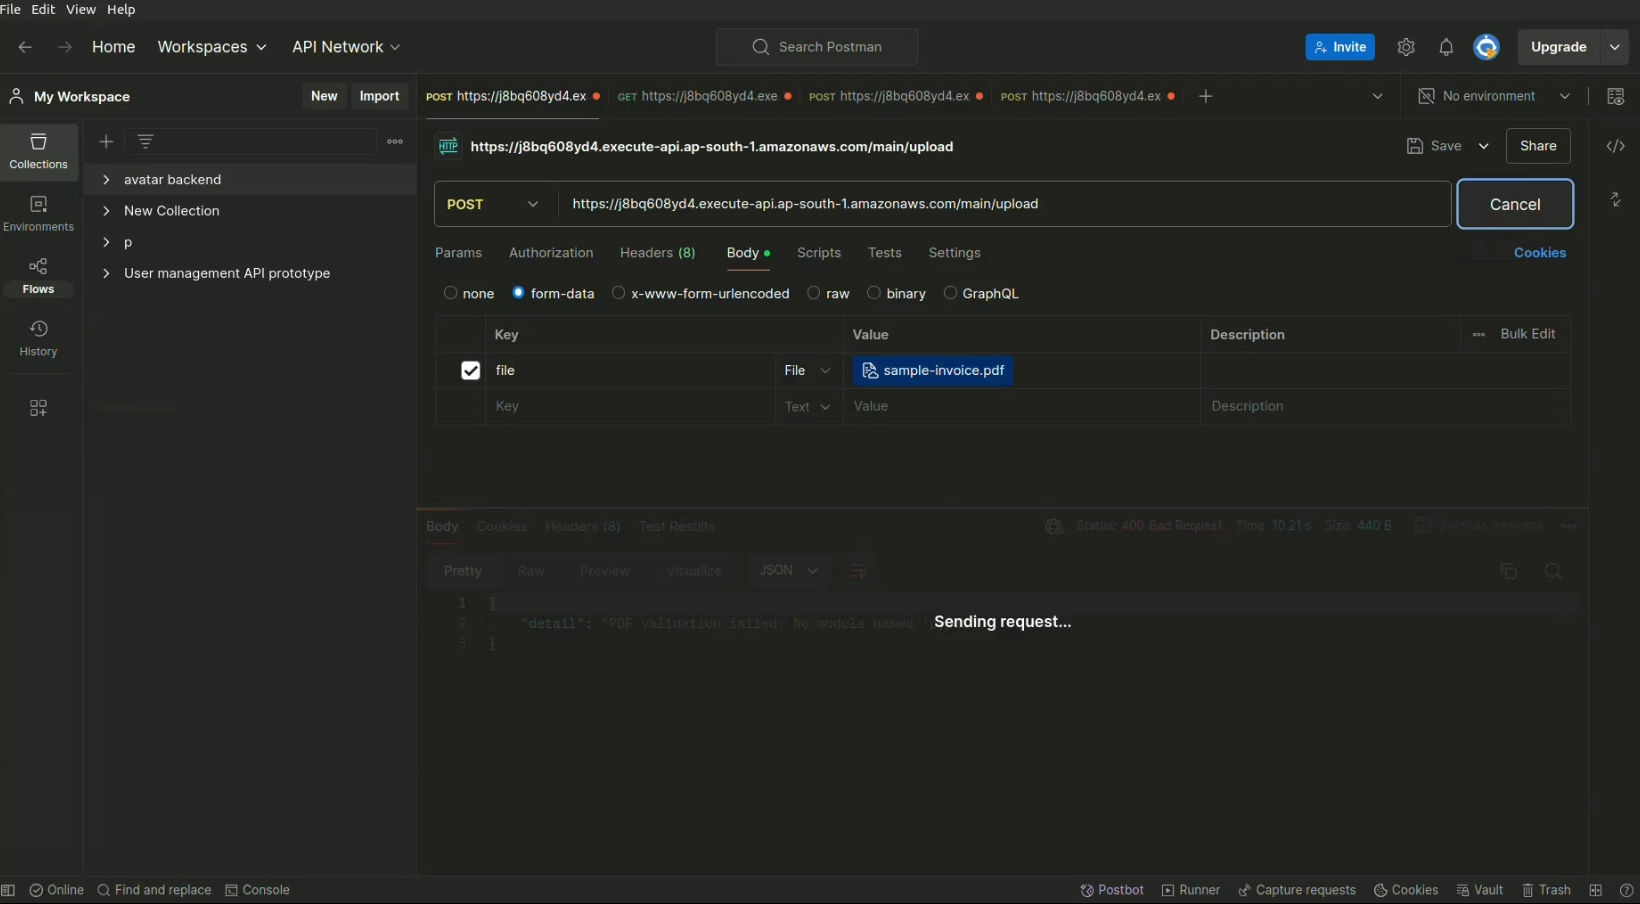 File Edit View Help
Home Workspaces API Network Search Postman Invite Upgrade
My Workspace New Import POST https://j8bq608yd4.ex GET https://j8bq608yd4.exe POST https://j8bq608yd4.ex POST https://j8bq608yd4.ex No environment
Collections
Environments
Flows
History
avatar backend
New Collection
p
User management API prototype
HTTP https://j8bq608yd4.execute-api.ap-south-1.amazonaws.com/main/upload Save Share
POST https://j8bq608yd4.execute-api.ap-south-1.amazonaws.com/main/upload Cancel
Params Authorization Headers (8) Body Scripts Tests Settings Cookies
none form-data x-www-form-urlencoded raw binary GraphQL
Key Value Description Bulk Edit
file File sample-invoice.pdf
Key Text Value Description
Body Cookies Headers (8) Test Results Status: 400 Bad Request Time: 10.21 s Size: 440 B Save as example
Pretty Raw Preview Visualize JSON
1 {
2 "detail": "PDF validation failed: No module named
3 }
Sending request...
Online Find and replace Console Postbot Runner Capture requests Cookies Vault Trash